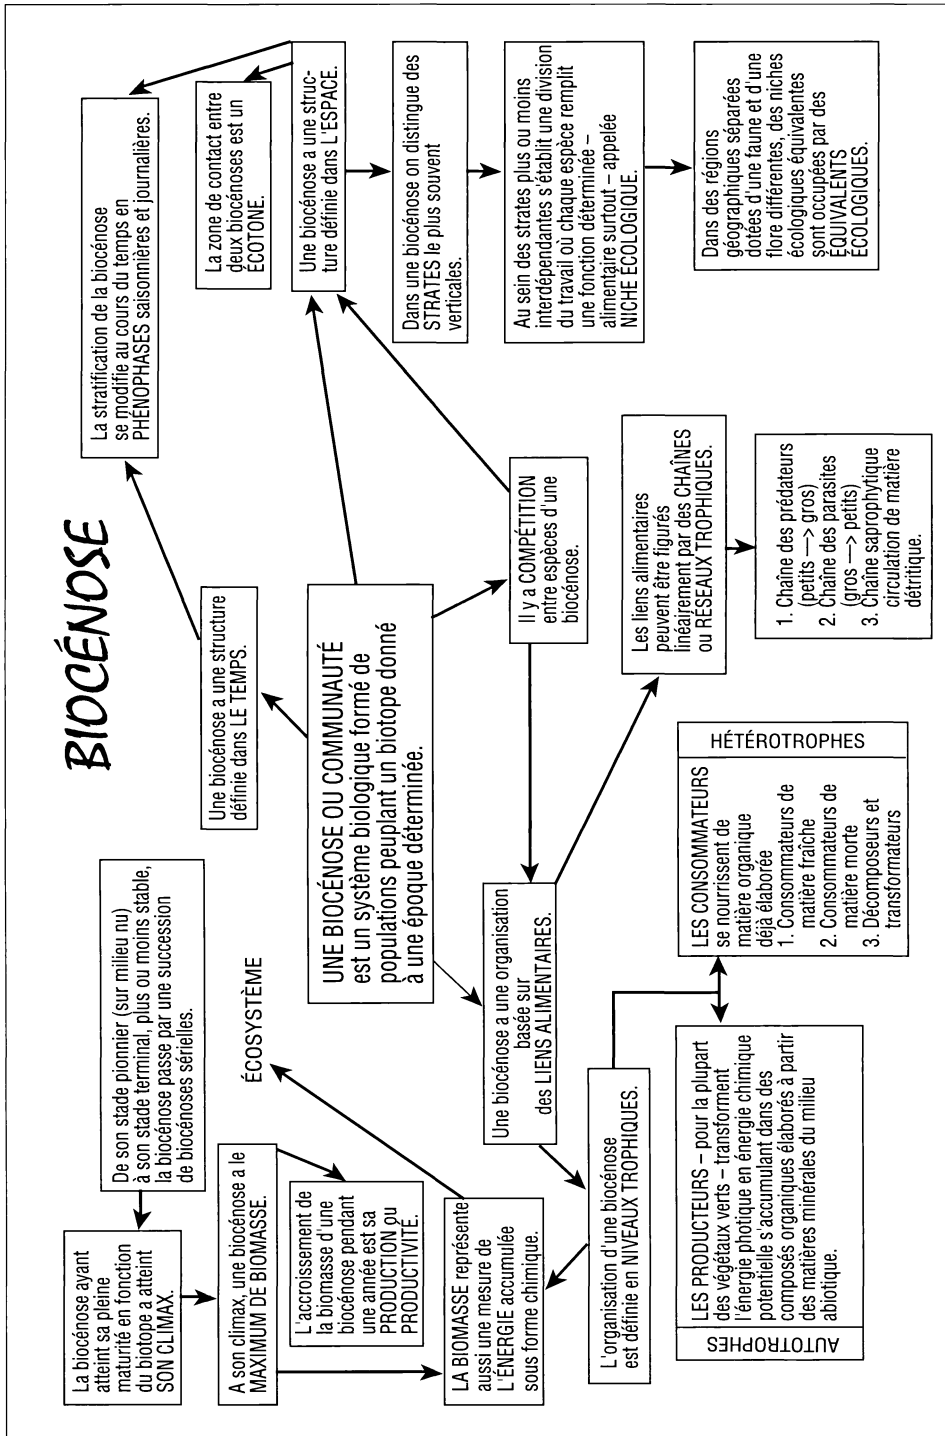 BIOCÉNOSE
De son stade pionnier (sur milieu nu)
à son stade terminal, plus ou moins stable,
la biocénose passe par une succession
de biocénoses sérielles.
La biocénose ayant
atteint sa pleine
maturité en fonction
du biotope a atteint
SON CLIMAX.
A son climax, une biocénose a le
MAXIMUM DE BIOMASSE.
L'accroissement de
la biomasse d'une
biocénose pendant
une année est sa
PRODUCTION ou
PRODUCTIVITÉ.
LA BIOMASSE représente
aussi une mesure de
L'ÉNERGIE accumulée
sous forme chimique.
ÉCOSYSTÈME
Une biocénose a une structure
définie dans LE TEMPS.
La stratification de la biocénose
se modifie au cours du temps en
PHÉNOPHASES saisonnières et journalières.
La zone de contact entre
deux biocénoses est un
ÉCOTONE.
Une biocénose a une struc-
ture définie dans L'ESPACE.
UNE BIOCÉNOSE OU COMMUNAUTÉ
est un système biologique formé de
populations peuplant un biotope donné
à une époque déterminée.
Dans une biocénose on distingue des
STRATES le plus souvent
verticales.
Il y a COMPÉTITION
entre espèces d'une
biocénose.
Au sein des strates plus ou moins
interdépendantes s'établit une division
du travail où chaque espèce remplit
une fonction déterminée –
alimentaire surtout – appelée
NICHE ECOLOGIQUE.
Une biocénose a une organisation
basée sur
des LIENS ALIMENTAIRES.
Les liens alimentaires
peuvent être figurés
linéairement par des CHAÎNES
ou RÉSEAUX TROPHIQUES.
Dans des régions
géographiques séparées
dotées d'une faune et d'une
flore différentes, des niches
écologiques équivalentes
sont occupées par des
ÉQUIVALENTS
ÉCOLOGIQUES.
L'organisation d'une biocénose
est définie en NIVEAUX TROPHIQUES.
AUTOTROPHES
LES PRODUCTEURS – pour la plupart
des végétaux verts – transforment
l'énergie photique en énergie chimique
potentielle s'accumulant dans des
composés organiques élaborés à partir
des matières minérales du milieu
abiotique.
LES CONSOMMATEURS
se nourrissent de
matière organique
déjà élaborée
1. Consommateurs de
matière fraîche
2. Consommateurs de
matière morte
3. Décomposeurs et
transformateurs
HÉTÉROTROPHES
1. Chaîne des prédateurs
(petits —> gros)
2. Chaîne des parasites
(gros —> petits)
3. Chaîne saprophytique
circulation de matière
détritique.